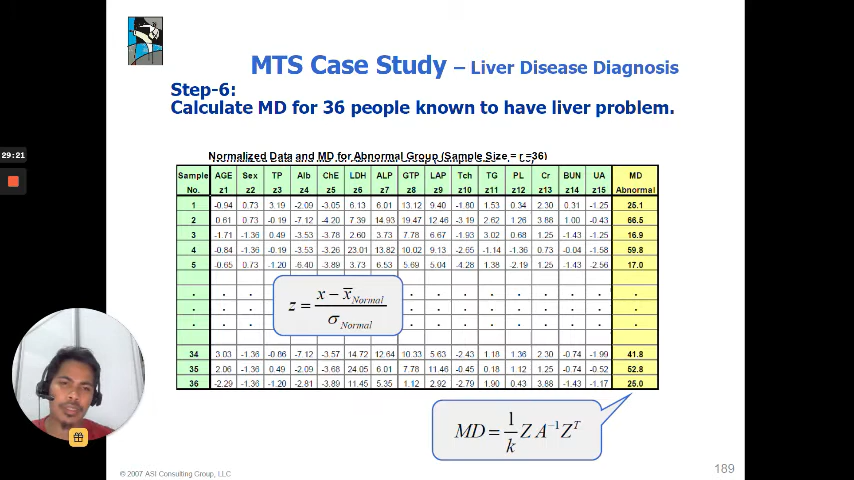 MTS Case Study – Liver Disease Diagnosis
Step-6:
Calculate MD for 36 people known to have liver problem.
29:21
Normalized Data and MD for Abnormal Group (Sample Size = r =36)
Sample AGE Sex TP Alb ChE LDH ALP GTP LAP Tch TG PL Cr BUN UA MD
No. z1 z2 z3 z4 z5 z6 z7 z8 z9 z10 z11 z12 z13 z14 z15 Abnormal
1 -0.94 0.73 3.19 -2.09 -3.05 6.13 6.01 13.12 9.40 -1.80 1.53 0.34 2.30 0.31 -1.25 25.1
2 0.61 0.73 -0.19 -7.12 -4.20 7.39 14.93 19.47 12.46 -3.19 2.62 1.26 3.88 1.00 -0.43 66.5
3 -1.71 -1.36 0.49 -3.53 -3.78 2.60 3.73 7.78 6.67 -1.93 3.02 0.68 1.25 -1.43 -1.25 16.9
4 -0.84 -1.36 -0.19 -3.53 -3.26 23.01 13.82 10.02 9.13 -2.65 -1.14 -1.36 0.73 -0.04 -1.58 59.8
5 -0.65 0.73 -1.20 -6.40 -3.89 3.73 6.53 5.69 5.04 -4.28 1.38 -2.19 1.25 -1.43 -2.56 17.0
z = x − x̄ Normal / σ Normal
34 3.03 -1.36 -0.86 -7.12 -3.57 14.72 12.64 10.33 5.63 -2.43 1.18 1.36 2.30 -0.74 -1.99 41.8
35 2.06 -1.36 0.49 -2.09 -3.68 24.05 6.01 7.78 11.46 -0.45 0.18 1.12 1.25 -0.74 -0.52 52.8
36 -2.29 -1.36 -1.20 -2.81 -3.89 11.45 5.35 1.12 2.92 -2.79 1.90 0.43 3.88 -1.43 -1.17 25.0
MD = 1/k Z A⁻¹ Zᵀ
© 2007 ASI Consulting Group, LLC
189